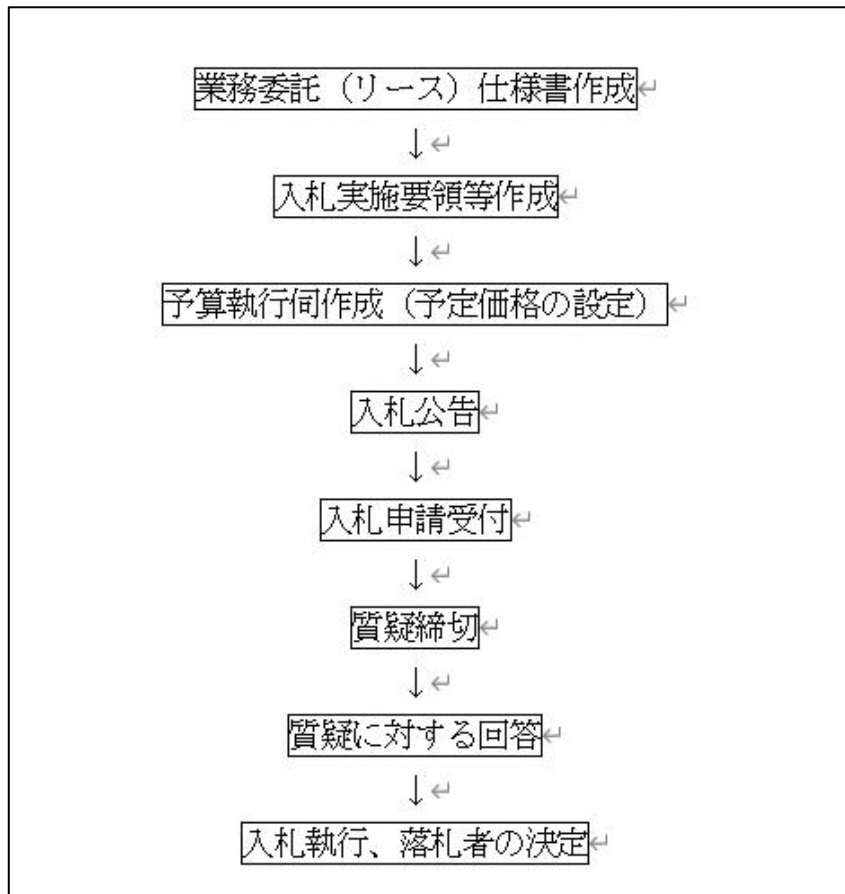 業務委託（リース）仕様書作成↵
↓↵
入札実施要領等作成↵
↓↵
予算執行伺作成（予定価格の設定）↵
↓↵
入札公告↵
↓↵
入札申請受付↵
↓↵
質疑締切↵
↓↵
質疑に対する回答↵
↓↵
入札執行、落札者の決定↵